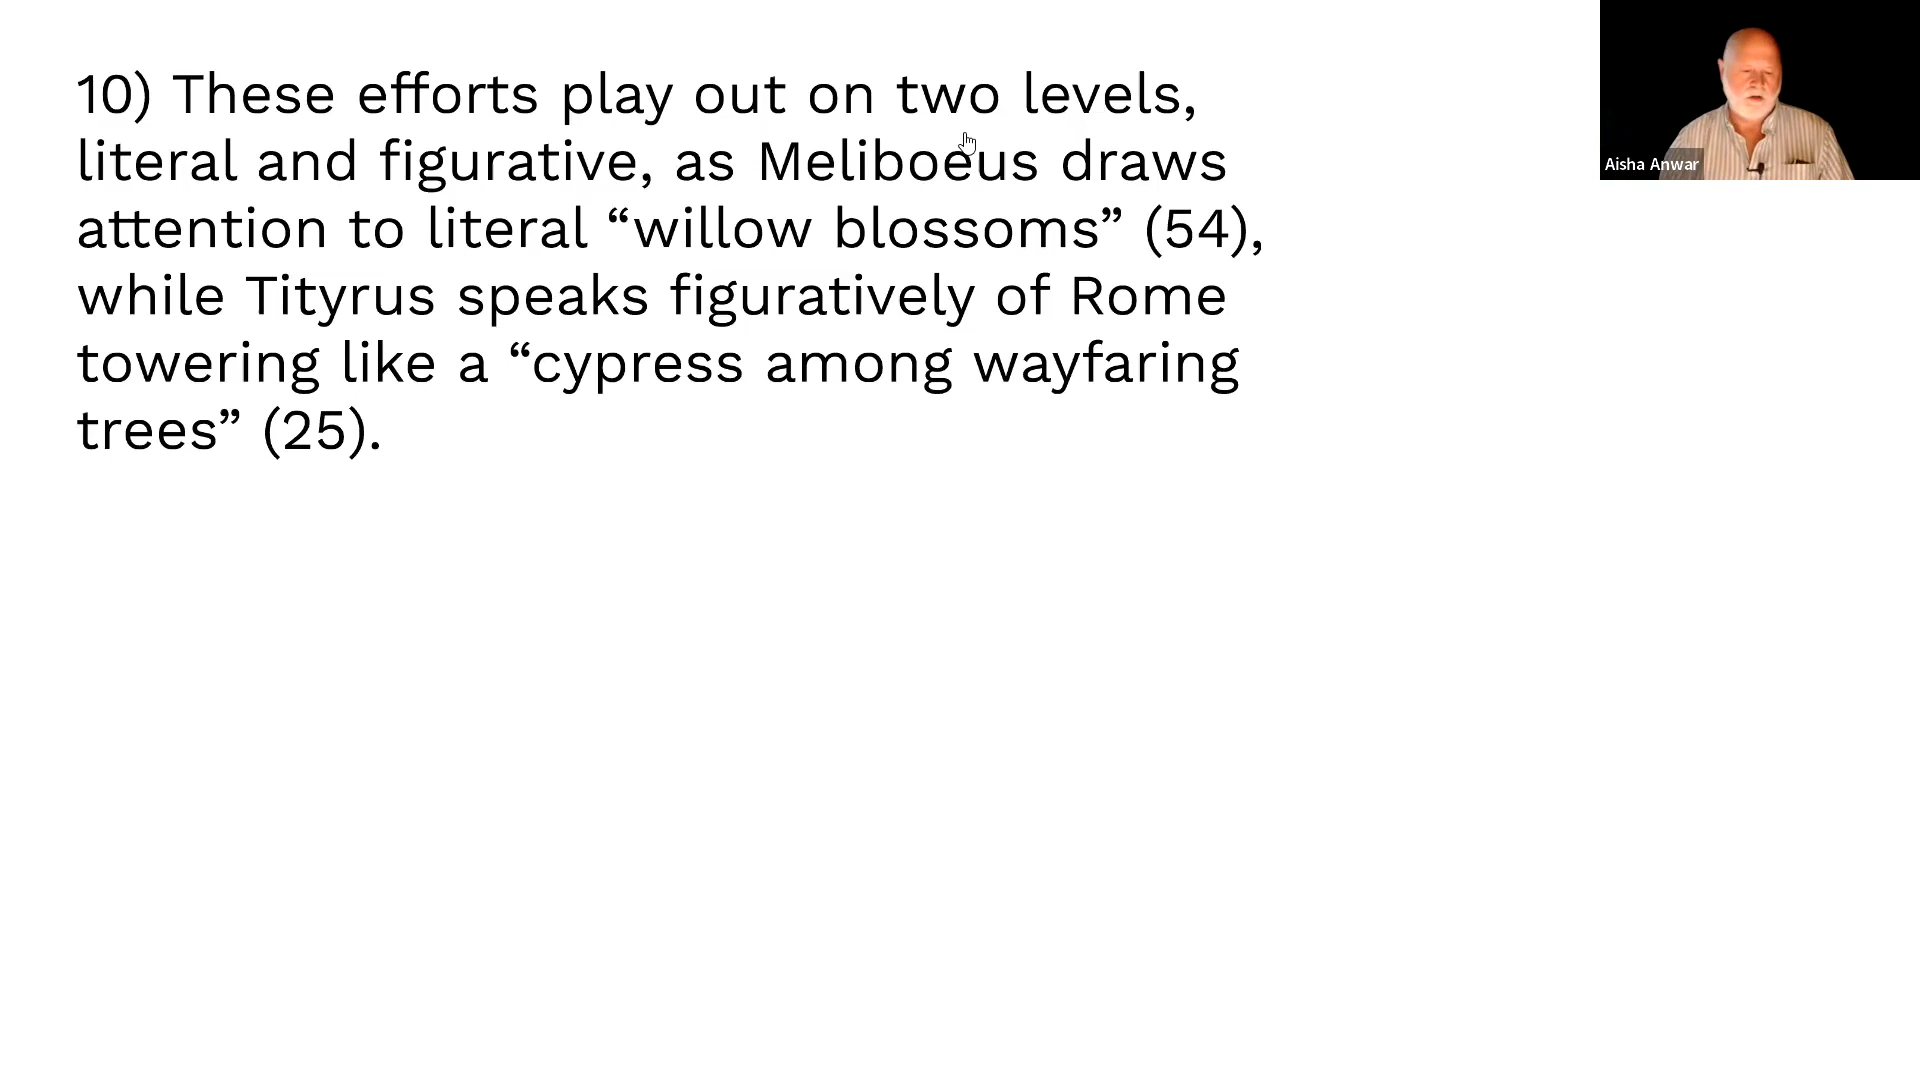 10) These efforts play out on two levels,
literal and figurative, as Meliboeus draws
attention to literal “willow blossoms” (54),
while Tityrus speaks figuratively of Rome
towering like a “cypress among wayfaring
trees” (25).
Aisha Anwar